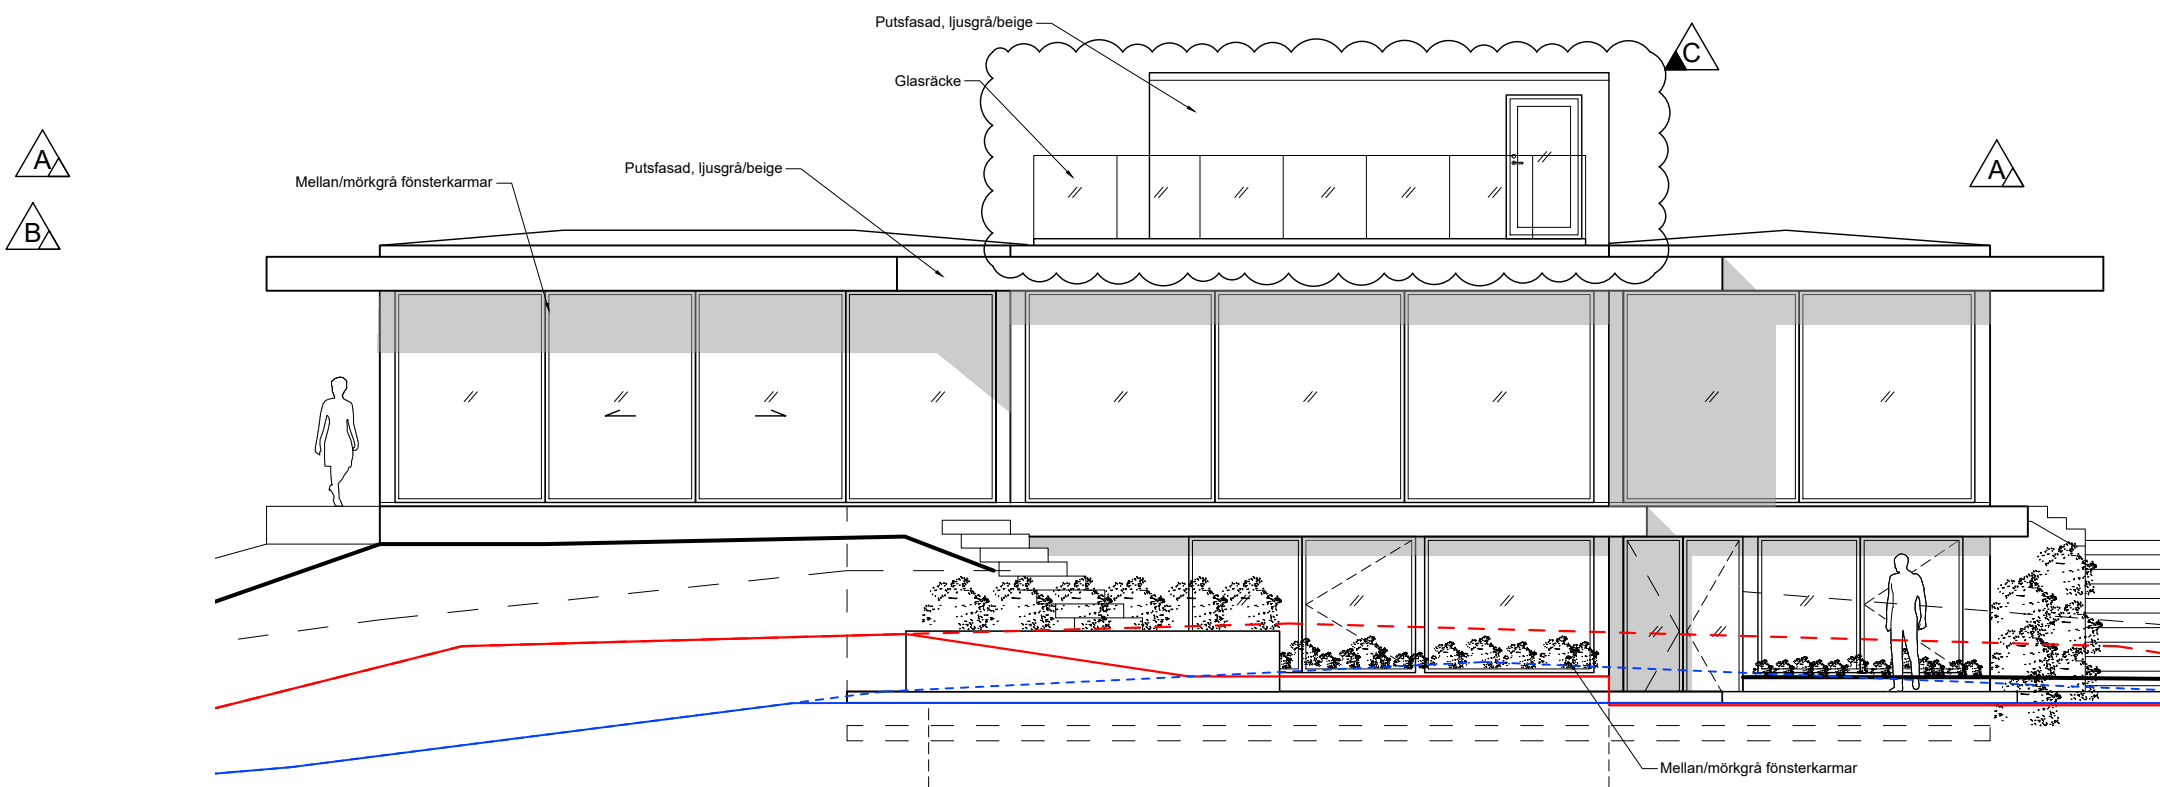 Putsfasad, ljusgrå/beige
C
Glasräcke
A
A
Putsfasad, ljusgrå/beige
Mellan/mörkgrå fönsterkarmar
B
Mellan/mörkgrå fönsterkarmar